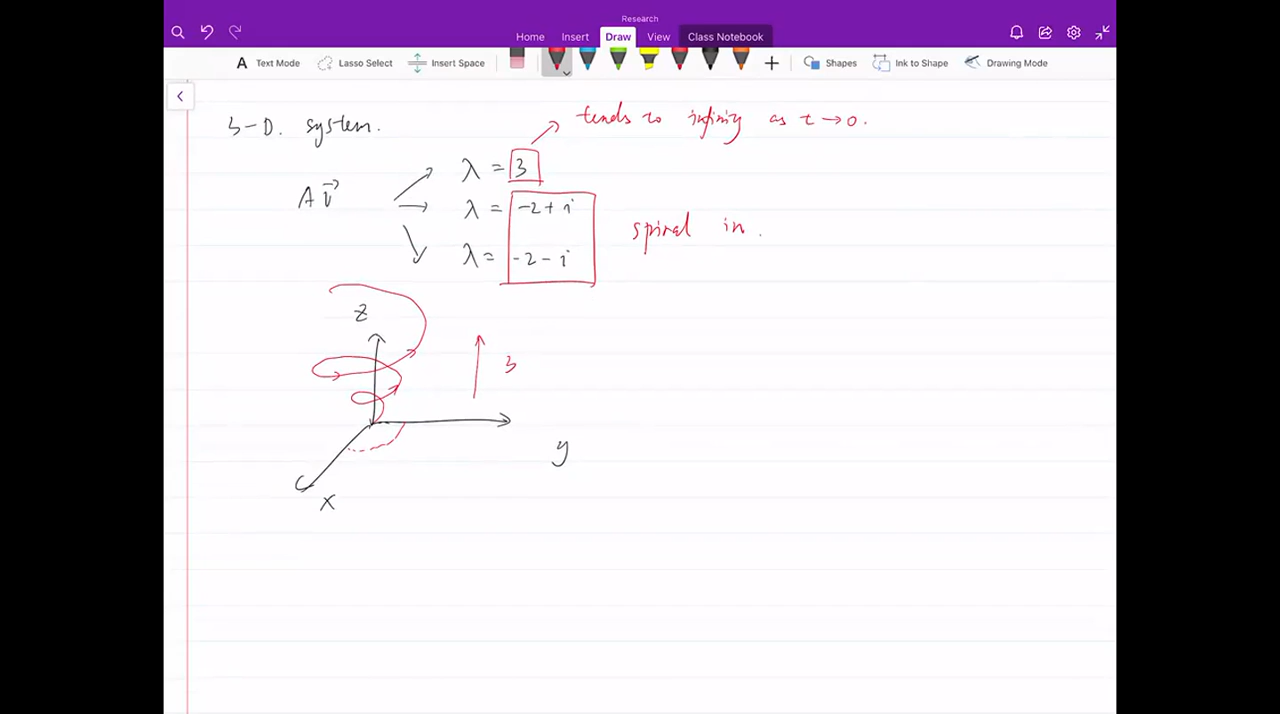 Research
Home Insert Draw View Class Notebook
Text Mode Lasso Select Insert Space Shapes Ink to Shape Drawing Mode
3-D. system.
tends to infinity as t → 0.
A v⃗
λ = 3
λ = -2 + i
λ = -2 - i
spiral in.
z
3
y
x